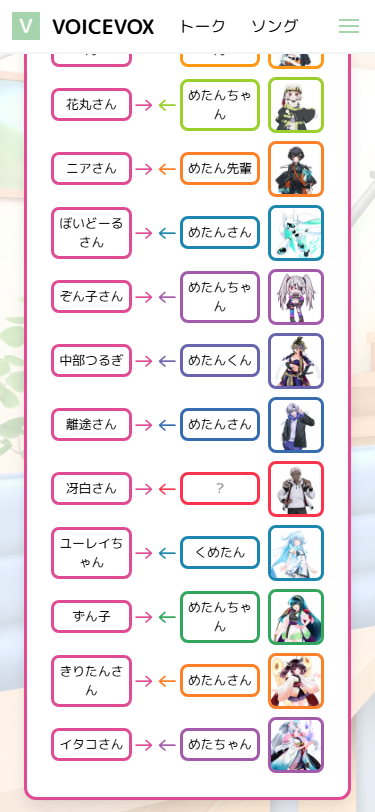 V VOICEVOX トーク ソング
ん ん
花丸さん → ← めたんちゃ
ん
ニアさん → ← めたん先輩
ぼいどーる
さん → ← めたんさん
ぞん子さん → ← めたんちゃ
ん
中部つるぎ → ← めたんくん
離途さん → ← めたんさん
冴白さん → ← ?
ユーレイち
ゃん → ← くめたん
ずん子 → ← めたんちゃ
ん
きりたんさ
ん → ← めたんさん
イタコさん → ← めたちゃん